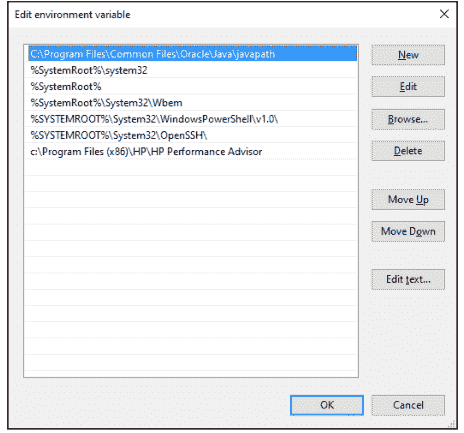 Edit environment variable
C:\Program Files\Common Files\Oracle\Java\javapath
%SystemRoot%\system32
%SystemRoot%
%SystemRoot%\System32\Wbem
%SYSTEMROOT%\System32\WindowsPowerShell\v1.0\
%SYSTEMROOT%\System32\OpenSSH\
c:\Program Files (x86)\HP\HP Performance Advisor
New
Edit
Browse...
Delete
Move Up
Move Down
Edit text...
OK
Cancel